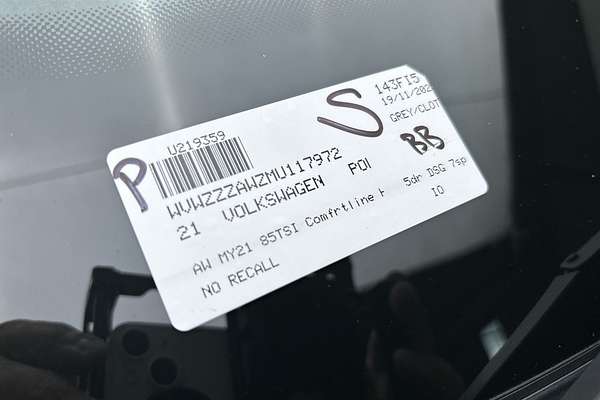 U219359
143FI5
19/11/202
GREY/CLOT
P
S
BB
WVWZZZAWZMU117972
21 VOLKSWAGEN POl
AW MY21 85TSI Comfrtline H 5dr DSG 7sp
NO RECALL
IO